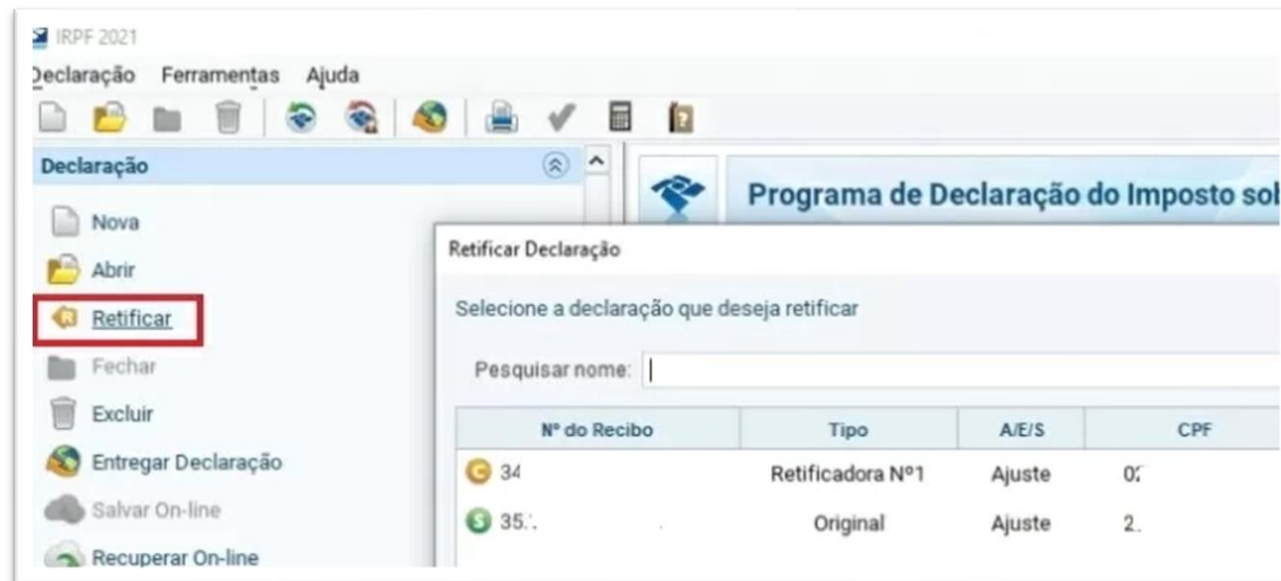 IRPF 2021
Declaração Ferramentas Ajuda
Declaração
Nova
Abrir
Retificar
Fechar
Excluir
Entregar Declaração
Salvar On-line
Recuperar On-line
Programa de Declaração do Imposto
Retificar Declaração
Selecione a declaração que deseja retificar
Pesquisar nome:
Nº do Recibo Tipo A/E/S CPF
C 34 Retificadora Nº1 Ajuste
S 35 Original Ajuste 2